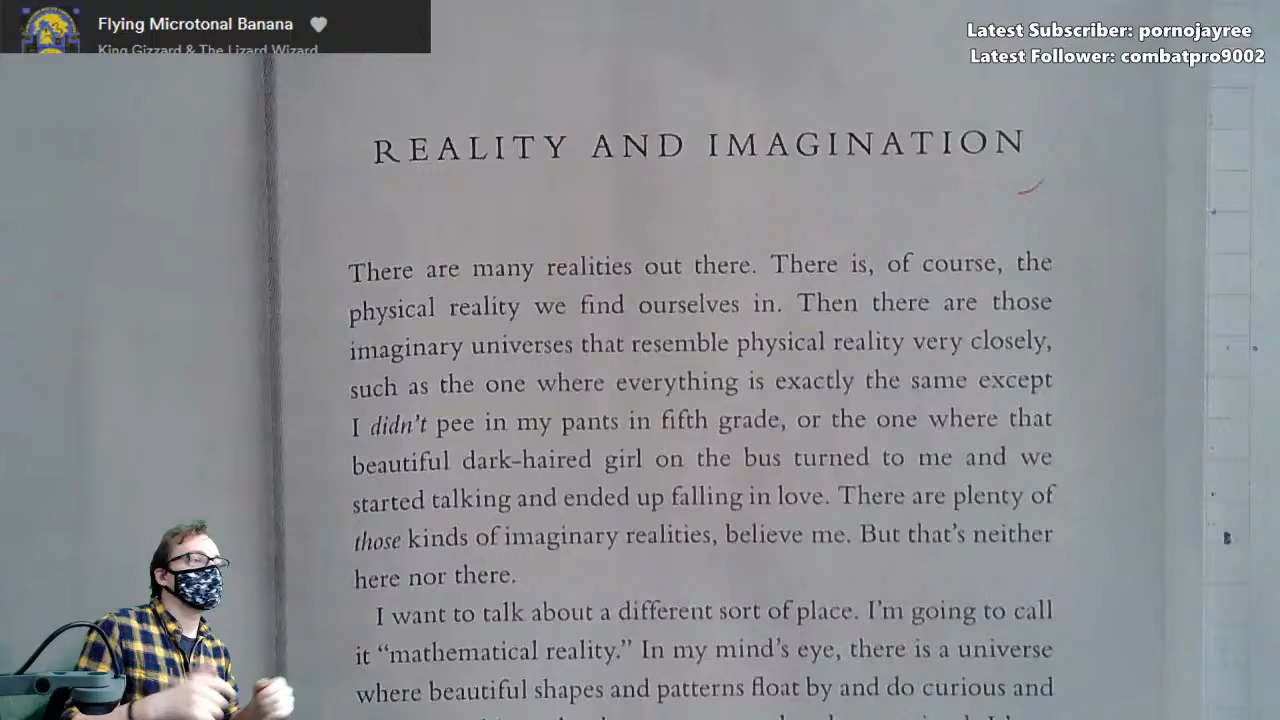 Flying Microtonal Banana
King Gizzard & The Lizard Wizard
Latest Subscriber: pornojayree
Latest Follower: combatpro9002
REALITY AND IMAGINATION
There are many realities out there. There is, of course, the
physical reality we find ourselves in. Then there are those
imaginary universes that resemble physical reality very closely,
such as the one where everything is exactly the same except
I didn't pee in my pants in fifth grade, or the one where that
beautiful dark-haired girl on the bus turned to me and we
started talking and ended up falling in love. There are plenty of
those kinds of imaginary realities, believe me. But that's neither
here nor there.
I want to talk about a different sort of place. I'm going to call
it “mathematical reality.” In my mind's eye, there is a universe
where beautiful shapes and patterns float by and do curious and